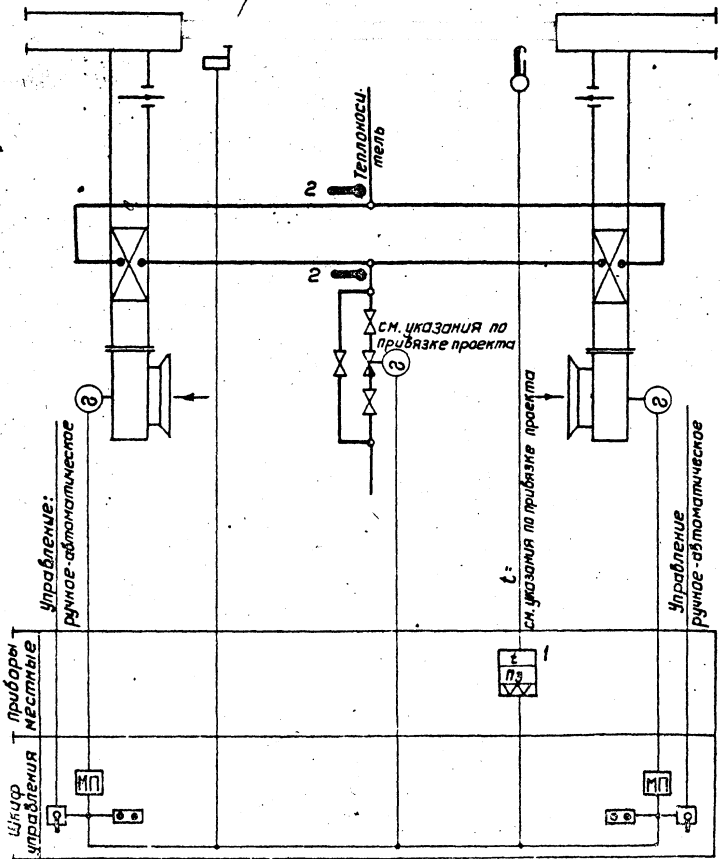 2
Теплоноси-
тель
2
см. указания по
привязке проекта
г
г
г
Управление:
ручное-автоматическое
t=
см. указания по привязке проекта
Управление
ручное-автоматическое
приборы
местные
t
Пз
1
Шкаф
управления
МП
МП